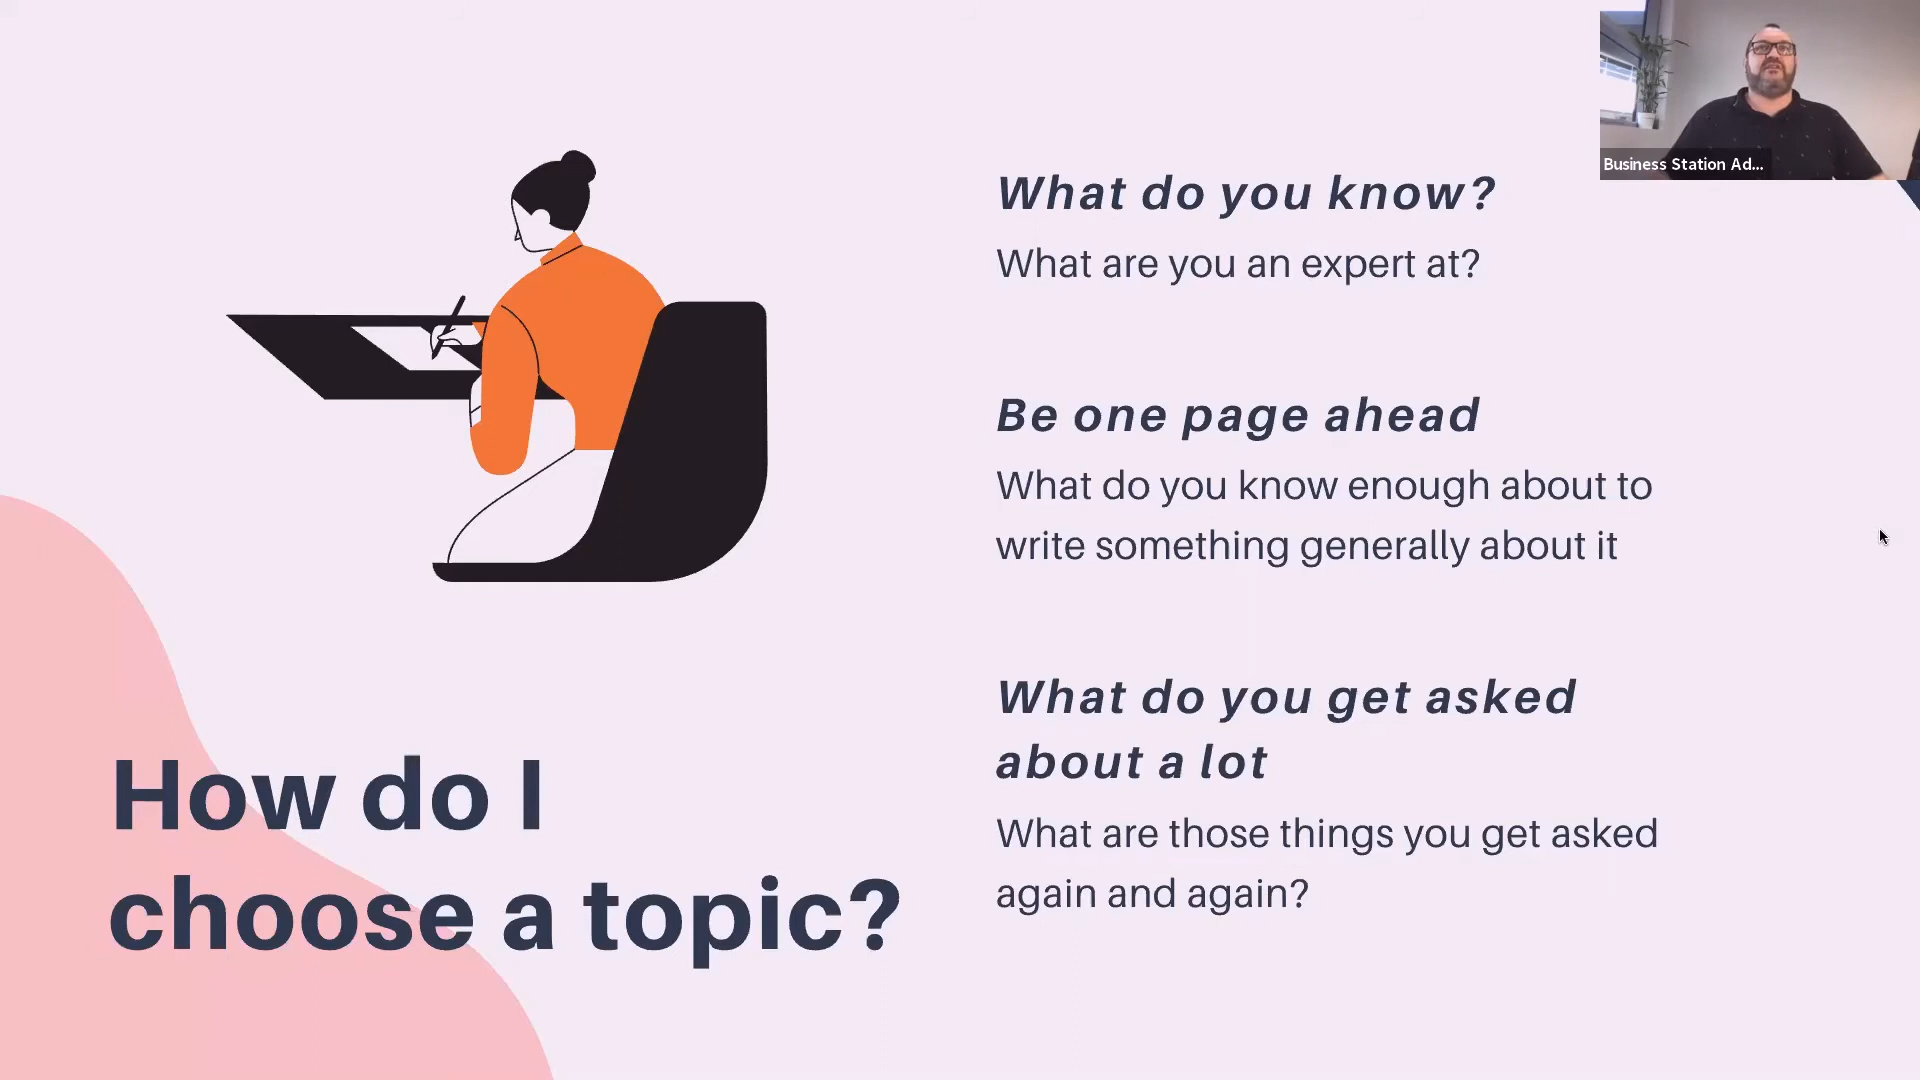 Business Station Ad...
What do you know?
What are you an expert at?
Be one page ahead
What do you know enough about to
write something generally about it
What do you get asked
about a lot
What are those things you get asked
again and again?
How do I
choose a topic?